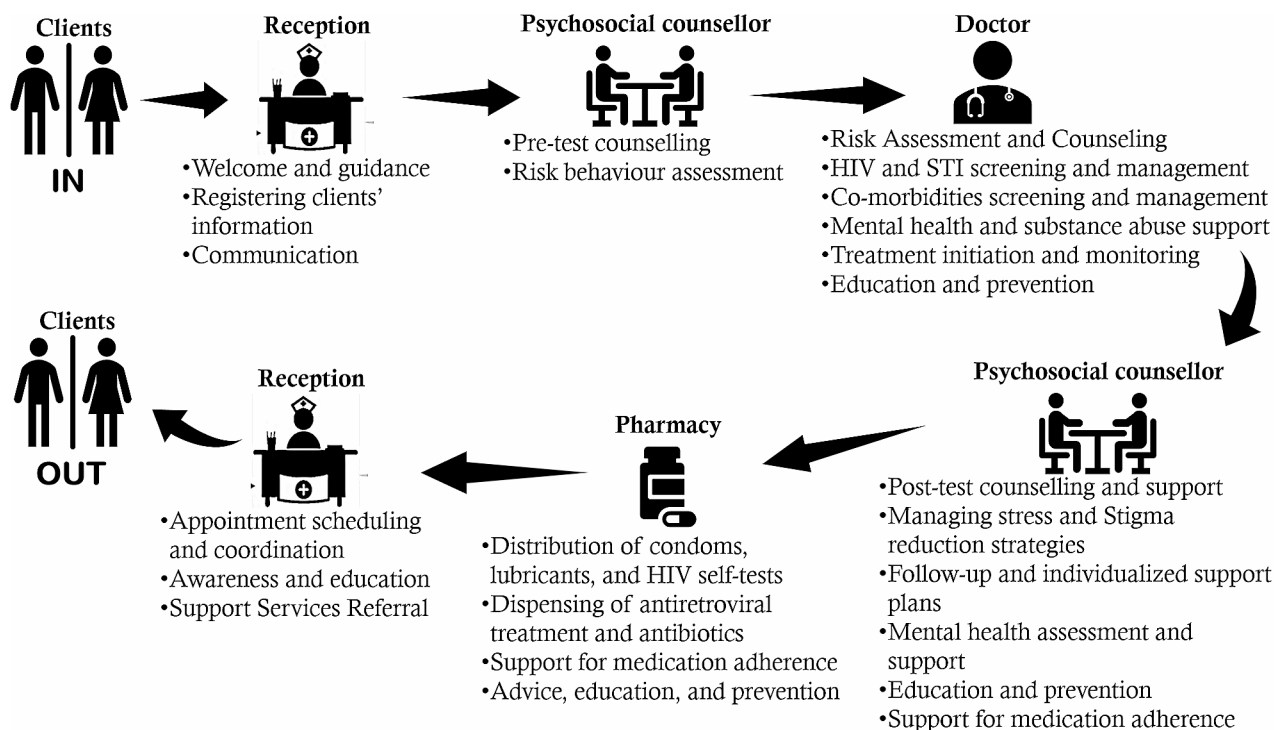 Clients
IN
Reception
•Welcome and guidance
•Registering clients'
information
•Communication
Psychosocial counsellor
•Pre-test counselling
•Risk behaviour assessment
Doctor
•Risk Assessment and Counseling
•HIV and STI screening and management
•Co-morbidities screening and management
•Mental health and substance abuse support
•Treatment initiation and monitoring
•Education and prevention
Psychosocial counsellor
•Post-test counselling and support
•Managing stress and Stigma
reduction strategies
•Follow-up and individualized support
plans
•Mental health assessment and
support
•Education and prevention
•Support for medication adherence
Pharmacy
•Distribution of condoms,
lubricants, and HIV self-tests
•Dispensing of antiretroviral
treatment and antibiotics
•Support for medication adherence
•Advice, education, and prevention
Reception
•Appointment scheduling
and coordination
•Awareness and education
•Support Services Referral
Clients
OUT